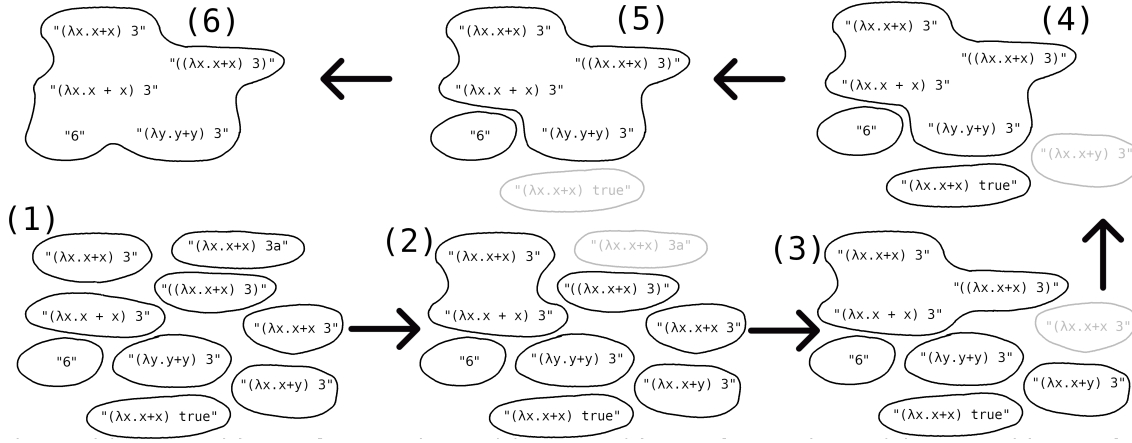 (6)
"(λx.x+x) 3"
"((λx.x+x) 3)"
"(λx.x + x) 3"
"6"
"(λy.y+y) 3"
(5)
"(λx.x+x) 3"
"((λx.x+x) 3)"
"(λx.x + x) 3"
"6"
"(λy.y+y) 3"
"(λx.x+x) true"
(4)
"(λx.x+x) 3"
"((λx.x+x) 3)"
"(λx.x + x) 3"
"6"
"(λy.y+y) 3"
"(λx.x+y) 3"
"(λx.x+x) true"
(1)
"(λx.x+x) 3"
"(λx.x+x) 3a"
"((λx.x+x) 3)"
"(λx.x + x) 3"
"(λx.x+x 3"
"6"
"(λy.y+y) 3"
"(λx.x+y) 3"
"(λx.x+x) true"
(2)
"(λx.x+x) 3"
"(λx.x+x) 3a"
"((λx.x+x) 3)"
"(λx.x + x) 3"
"(λx.x+x 3"
"6"
"(λy.y+y) 3"
"(λx.x+y) 3"
"(λx.x+x) true"
(3)
"(λx.x+x) 3"
"((λx.x+x) 3)"
"(λx.x + x) 3"
"(λx.x+x 3"
"6"
"(λy.y+y) 3"
"(λx.x+y) 3"
"(λx.x+x) true"